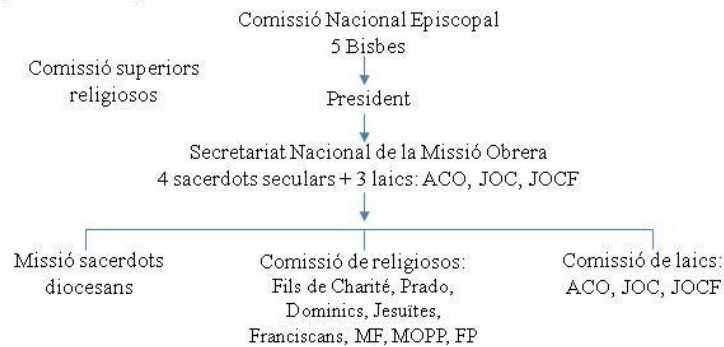 Comissió Nacional Episcopal
5 Bisbes
Comissió superiors
religiosos
President
Secretariat Nacional de la Missió Obrera
4 sacerdots seculars + 3 laics: ACO, JOC, JOCF
Missió sacerdots
diocesans
Comissió de religiosos:
Fils de Charité, Prado,
Dominics, Jesuïtes,
Franciscans, MF, MOPP, FP
Comissió de laics:
ACO, JOC, JOCF